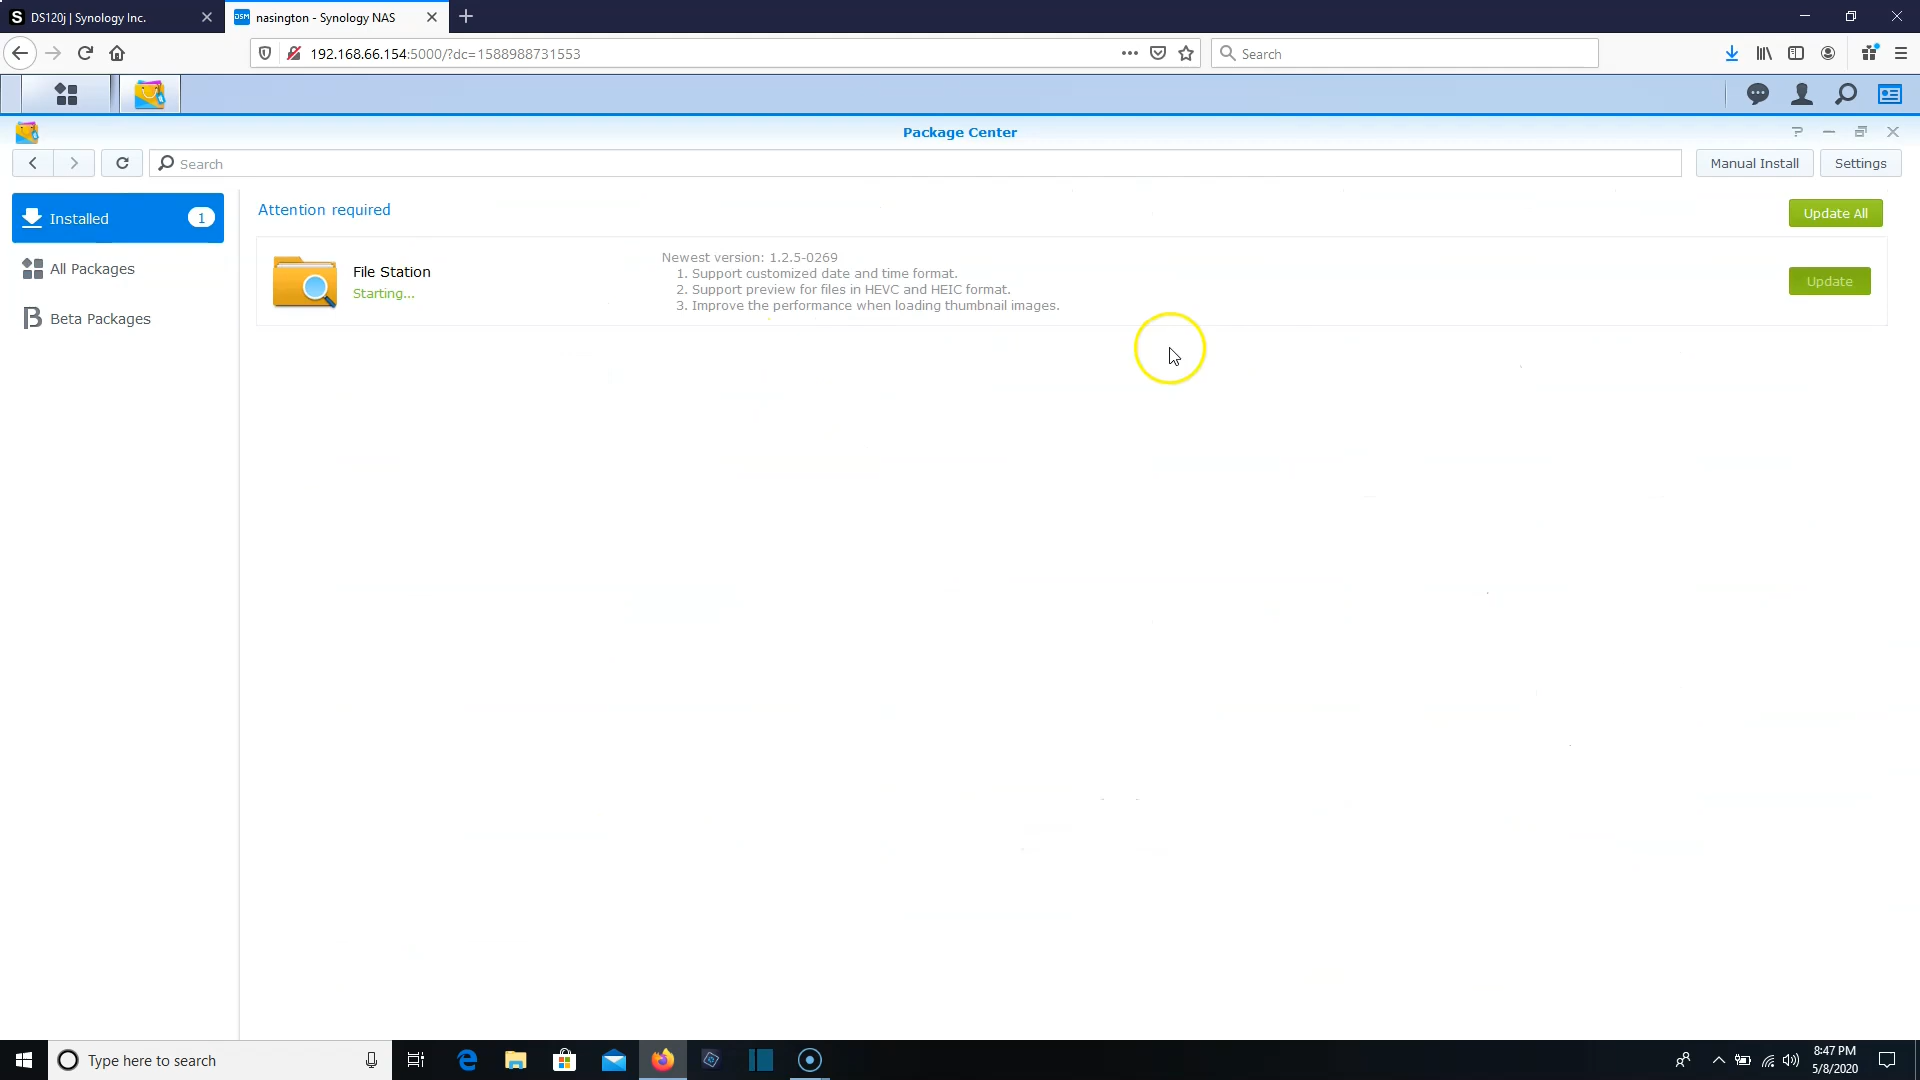 DS120j | Synology Inc.
nasington - Synology NAS
192.168.66.154:5000/?dc=1588988731553
Search
Package Center
Search
Manual Install
Settings
Installed
1
All Packages
Beta Packages
Attention required
Update All
File Station
Starting...
Newest version: 1.2.5-0269
1. Support customized date and time format.
2. Support preview for files in HEVC and HEIC format.
3. Improve the performance when loading thumbnail images.
Update
Type here to search
8:47 PM
5/8/2020